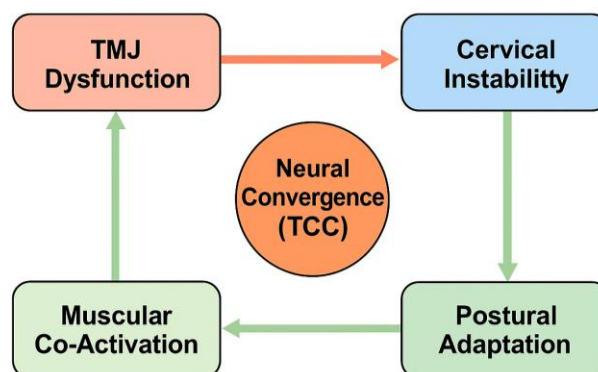 TMJ
Dysfunction
Cervical
Instabilitty
Neural
Convergence
(TCC)
Muscular
Co-Activation
Postural
Adaptation